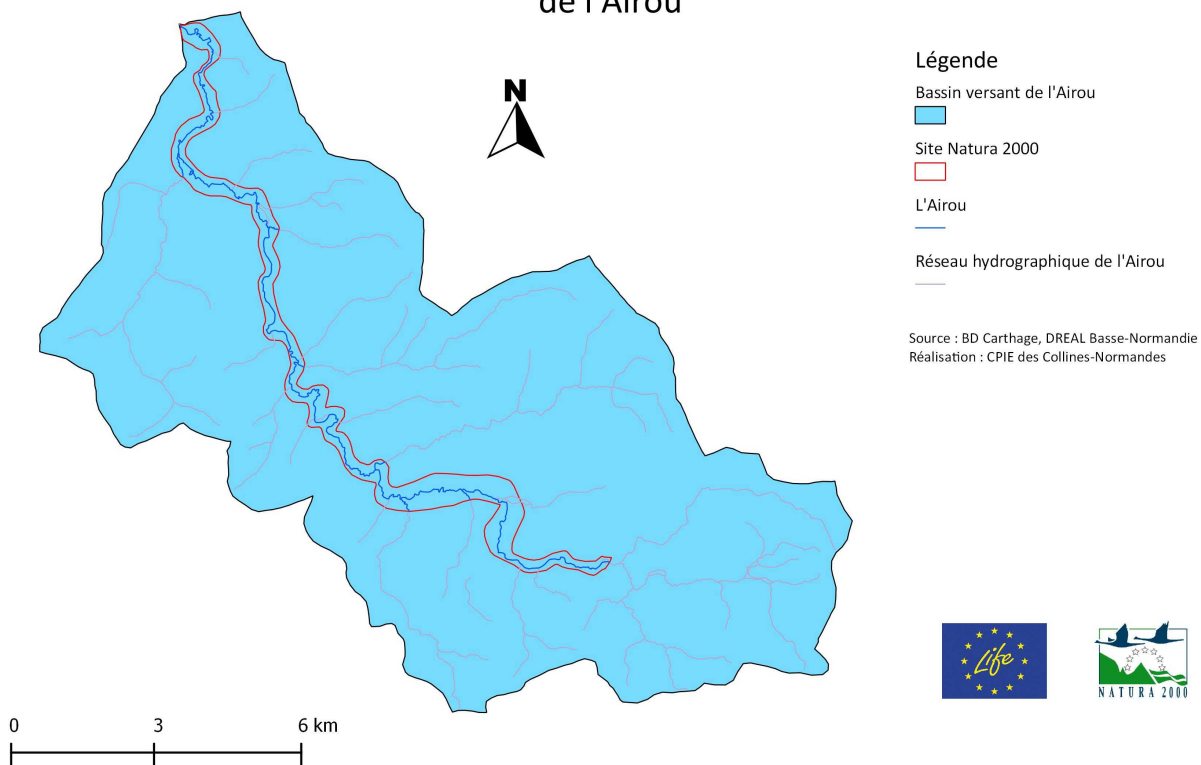 de l'Airou
N
Légende
Bassin versant de l'Airou
Site Natura 2000
L'Airou
Réseau hydrographique de l'Airou
Source : BD Carthage, DREAL Basse-Normandie
Réalisation : CPIE des Collines-Normandes
Life
NATURA 2000
0 3 6 km